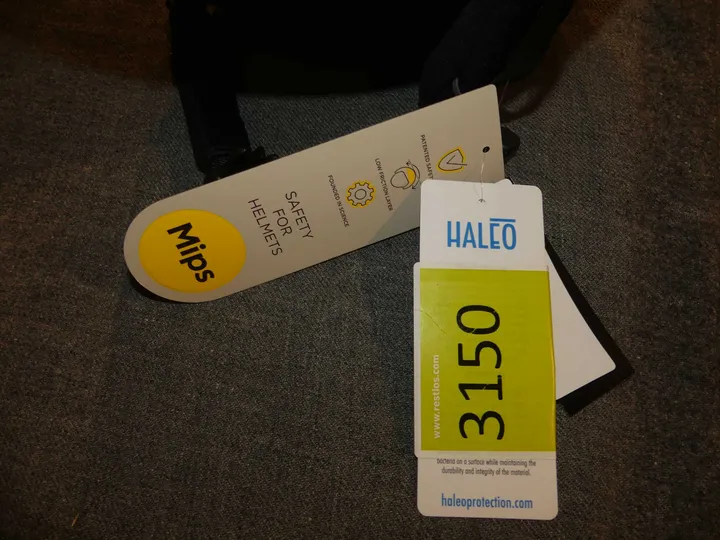 Mips
SAFETY
FOR
HELMETS
FOUNDED IN SCIENCE
LOW FRICTION LAYER
PATENTED SAFETY
HALEO
www.restlos.com
3150
bacteria on a surface while maintaining the
durability and integrity of the material.
haleoprotection.com